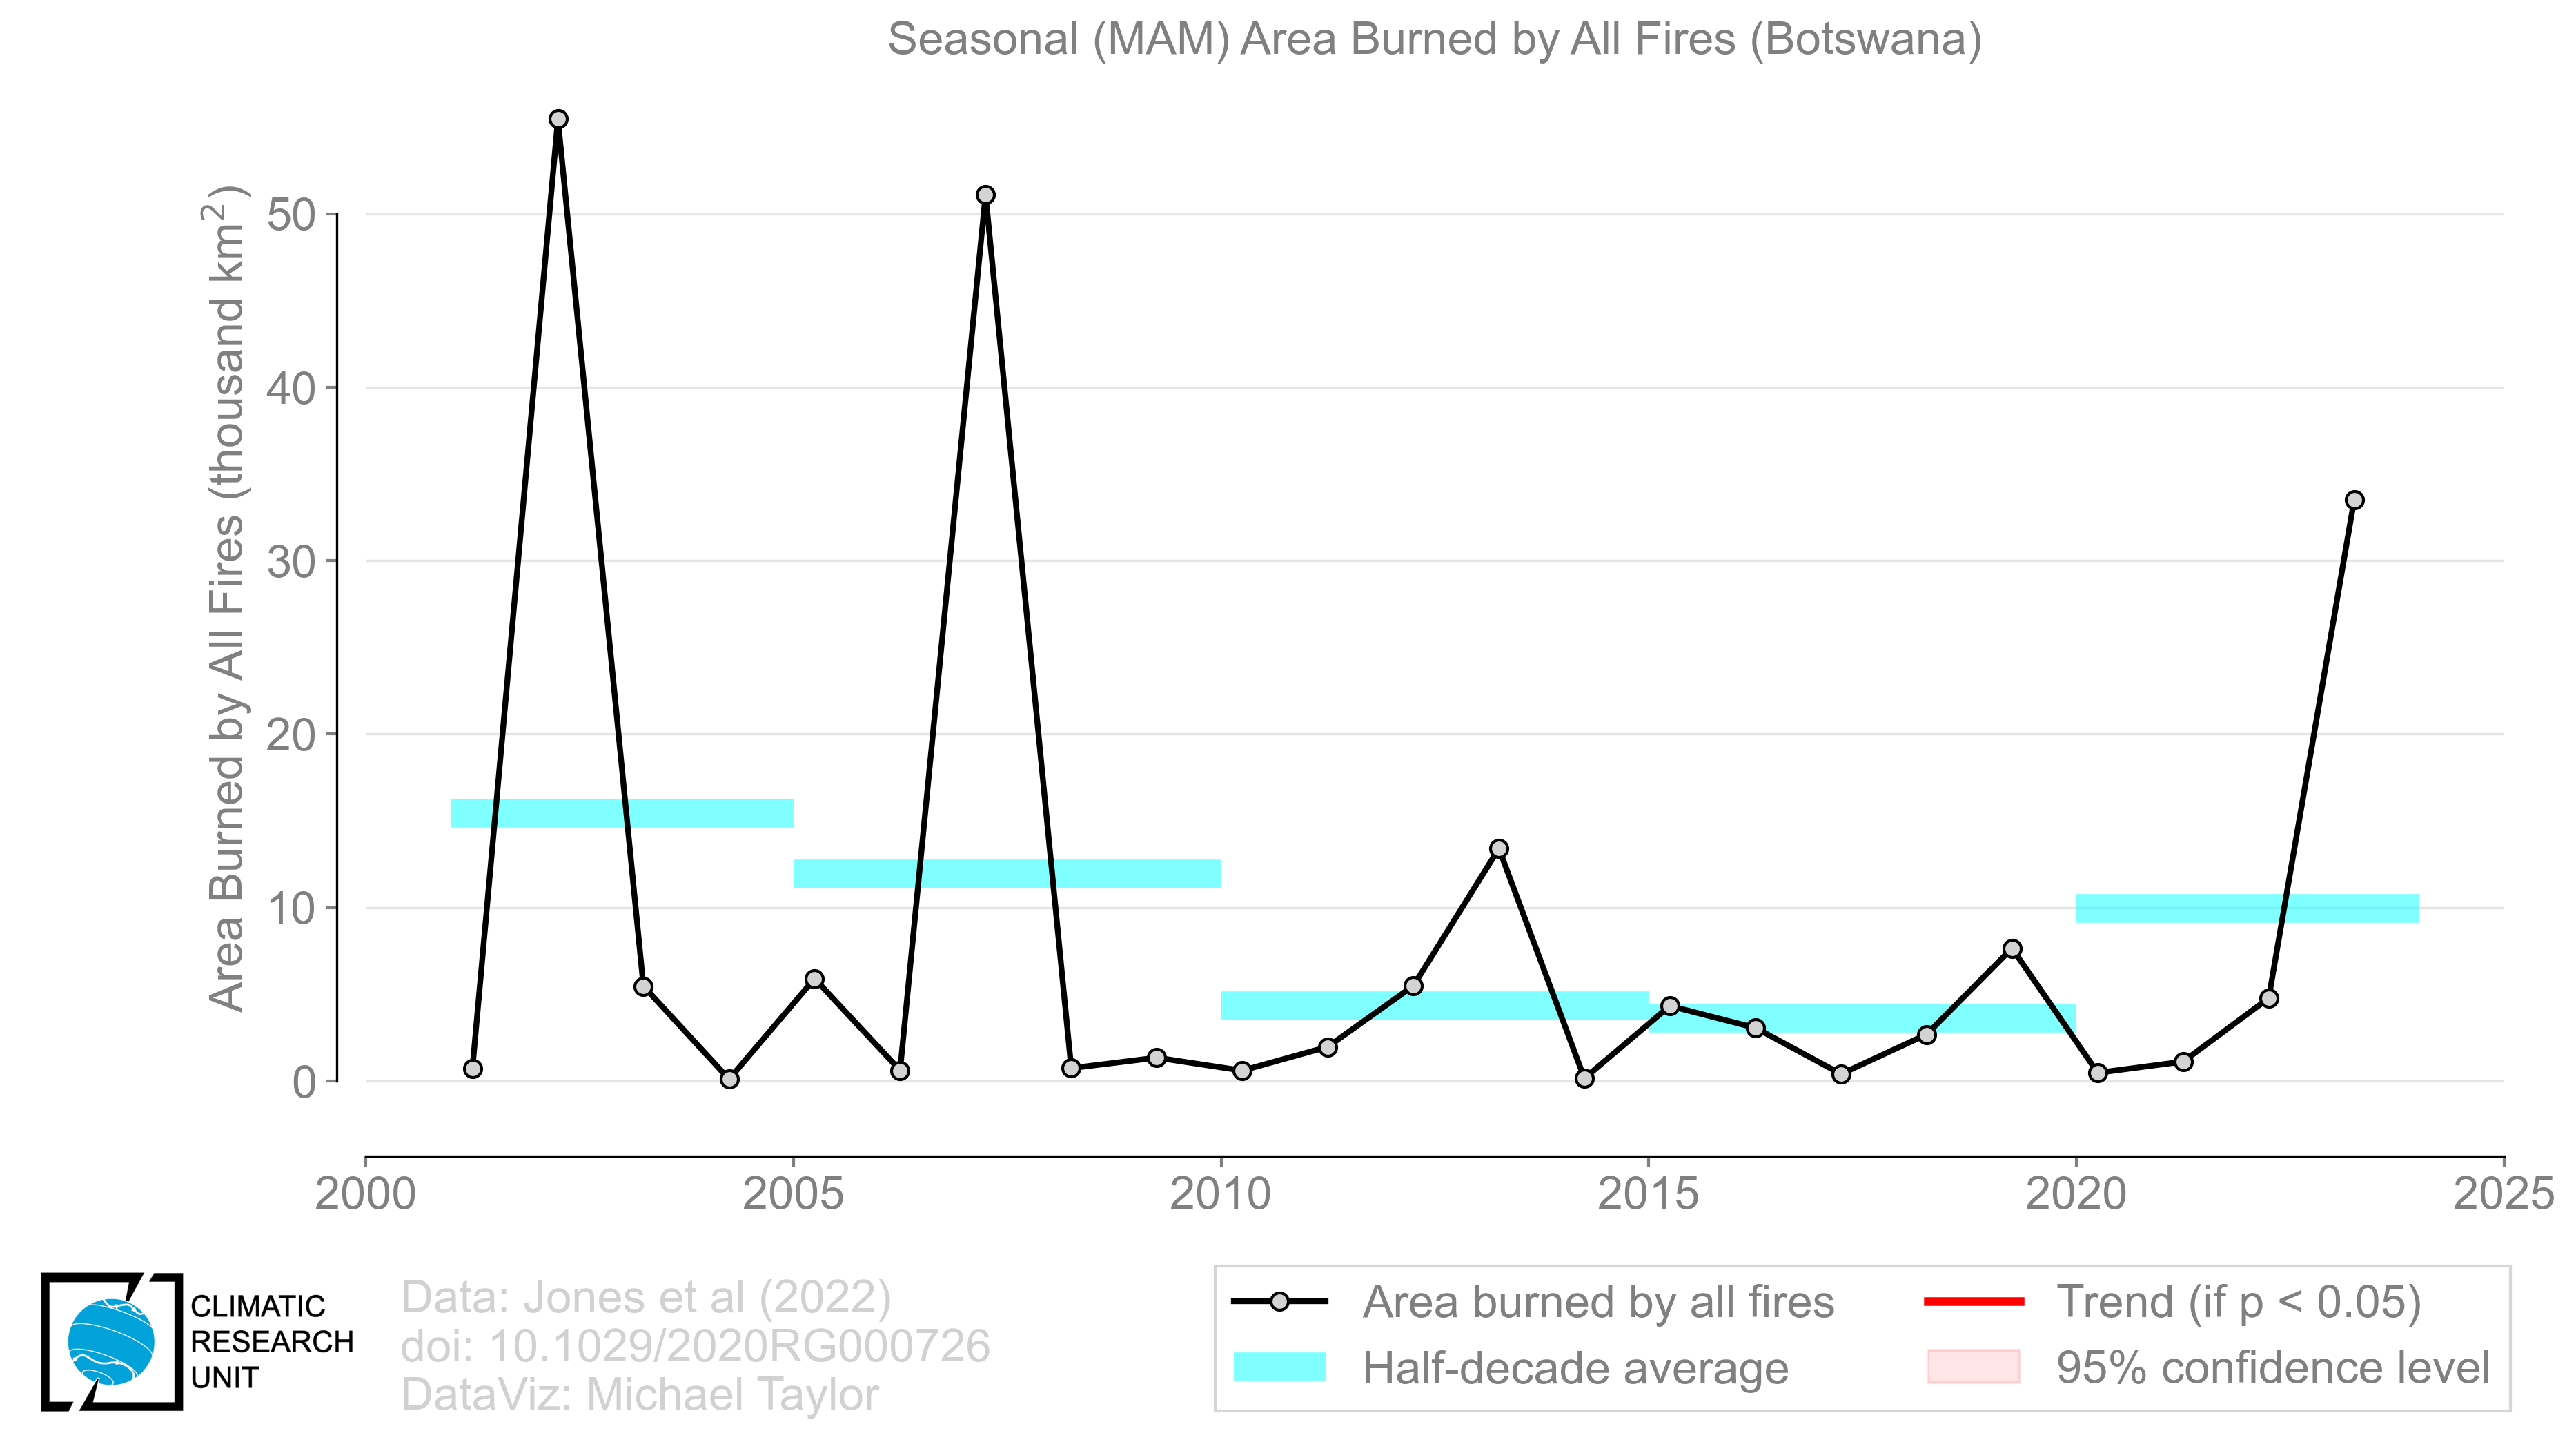 Seasonal (MAM) Area Burned by All Fires (Botswana)
Area Burned by All Fires (thousand km²)
50
40
30
20
10
0
2000 2005 2010 2015 2020 2025
CLIMATIC
RESEARCH
UNIT
Data: Jones et al (2022)
doi: 10.1029/2020RG000726
DataViz: Michael Taylor
Area burned by all fires
Half-decade average
Trend (if p < 0.05)
95% confidence level